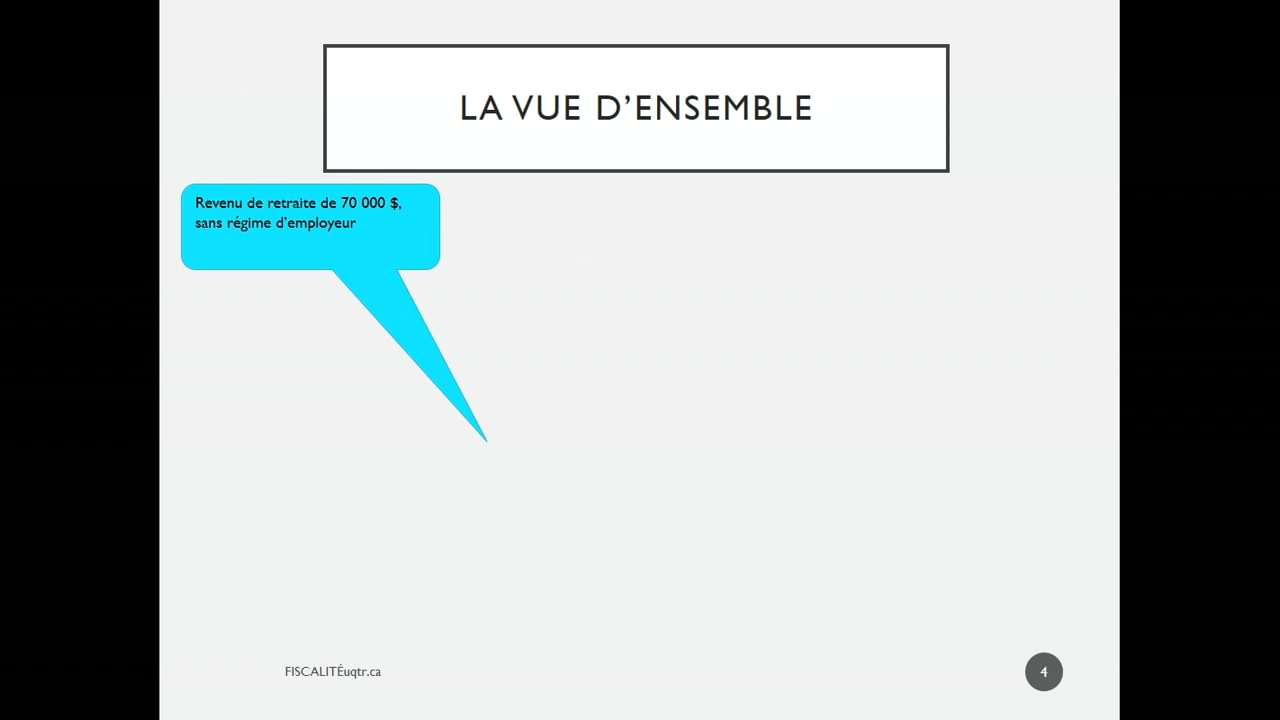 LA VUE D’ENSEMBLE
Revenu de retraite de 70 000 $,
sans régime d’employeur
FISCALITÉuqtr.ca
4